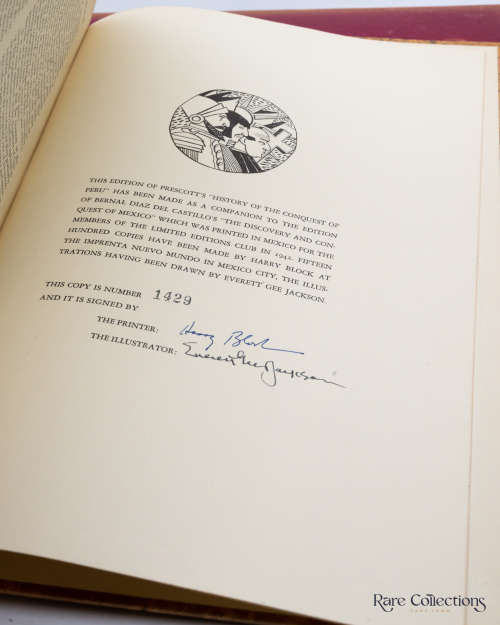 THIS EDITION OF PRESCOTT'S "HISTORY OF THE CONQUEST OF
PERU" HAS BEEN MADE AS A COMPANION TO THE EDITION
OF BERNAL DIAZ DEL CASTILLO'S "THE DISCOVERY AND CON-
QUEST OF MEXICO" WHICH WAS PRINTED IN MEXICO FOR THE
MEMBERS OF THE LIMITED EDITIONS CLUB IN 1942. FIFTEEN
HUNDRED COPIES HAVE BEEN MADE BY HARRY BLOCK AT
THE IMPRENTA NUEVO MUNDO IN MEXICO CITY, THE ILLUS-
TRATIONS HAVING BEEN DRAWN BY EVERETT GEE JACKSON.
THIS COPY IS NUMBER 1429
AND IT IS SIGNED BY
THE PRINTER: Harry Block
THE ILLUSTRATOR: Everett Gee Jackson
Rare Collections